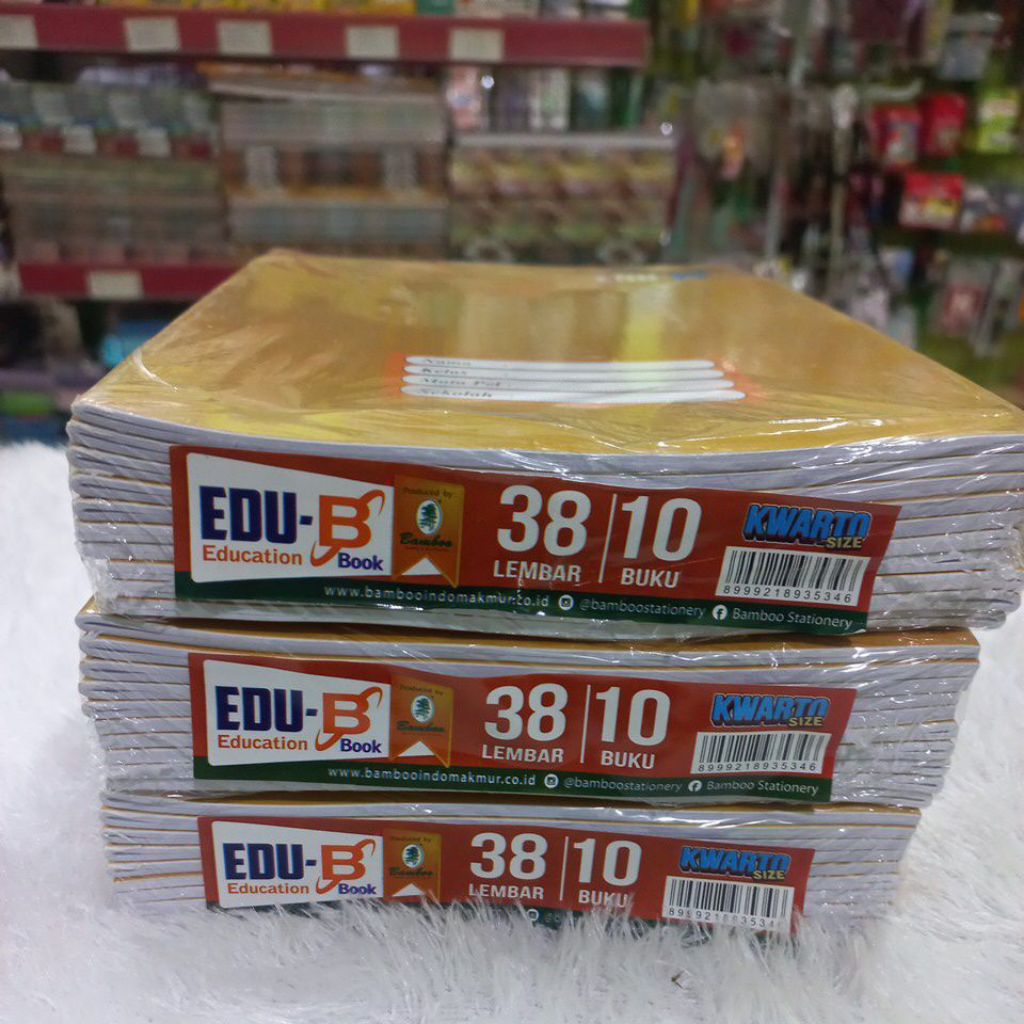 Nama
Kelas
Mata Pel
Sekolah
EDU-B
Education Book
Produced by
Bamboo
38
LEMBAR
10
BUKU
KWARTO
SIZE
8999218935346
www.bambooindomakmur.co.id @bamboostationery Bamboo Stationery
EDU-B
Education Book
Produced by
Bamboo
38
LEMBAR
10
BUKU
KWARTO
SIZE
8999218935346
www.bambooindomakmur.co.id @bamboostationery Bamboo Stationery
EDU-B
Education Book
Produced by
Bamboo
38
LEMBAR
10
BUKU
KWARTO
SIZE
899921893534